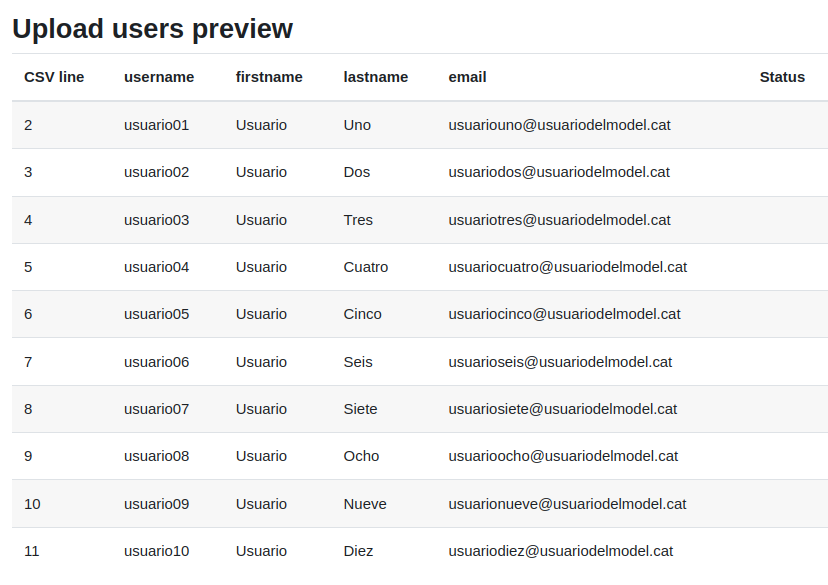 Upload users preview
CSV line username firstname lastname email Status
2 usuario01 Usuario Uno usuariouno@usuariodelmodel.cat
3 usuario02 Usuario Dos usuariodos@usuariodelmodel.cat
4 usuario03 Usuario Tres usuariotres@usuariodelmodel.cat
5 usuario04 Usuario Cuatro usuariocuatro@usuariodelmodel.cat
6 usuario05 Usuario Cinco usuariocinco@usuariodelmodel.cat
7 usuario06 Usuario Seis usuarioseis@usuariodelmodel.cat
8 usuario07 Usuario Siete usuariosiete@usuariodelmodel.cat
9 usuario08 Usuario Ocho usuarioocho@usuariodelmodel.cat
10 usuario09 Usuario Nueve usuarionueve@usuariodelmodel.cat
11 usuario10 Usuario Diez usuariodiez@usuariodelmodel.cat